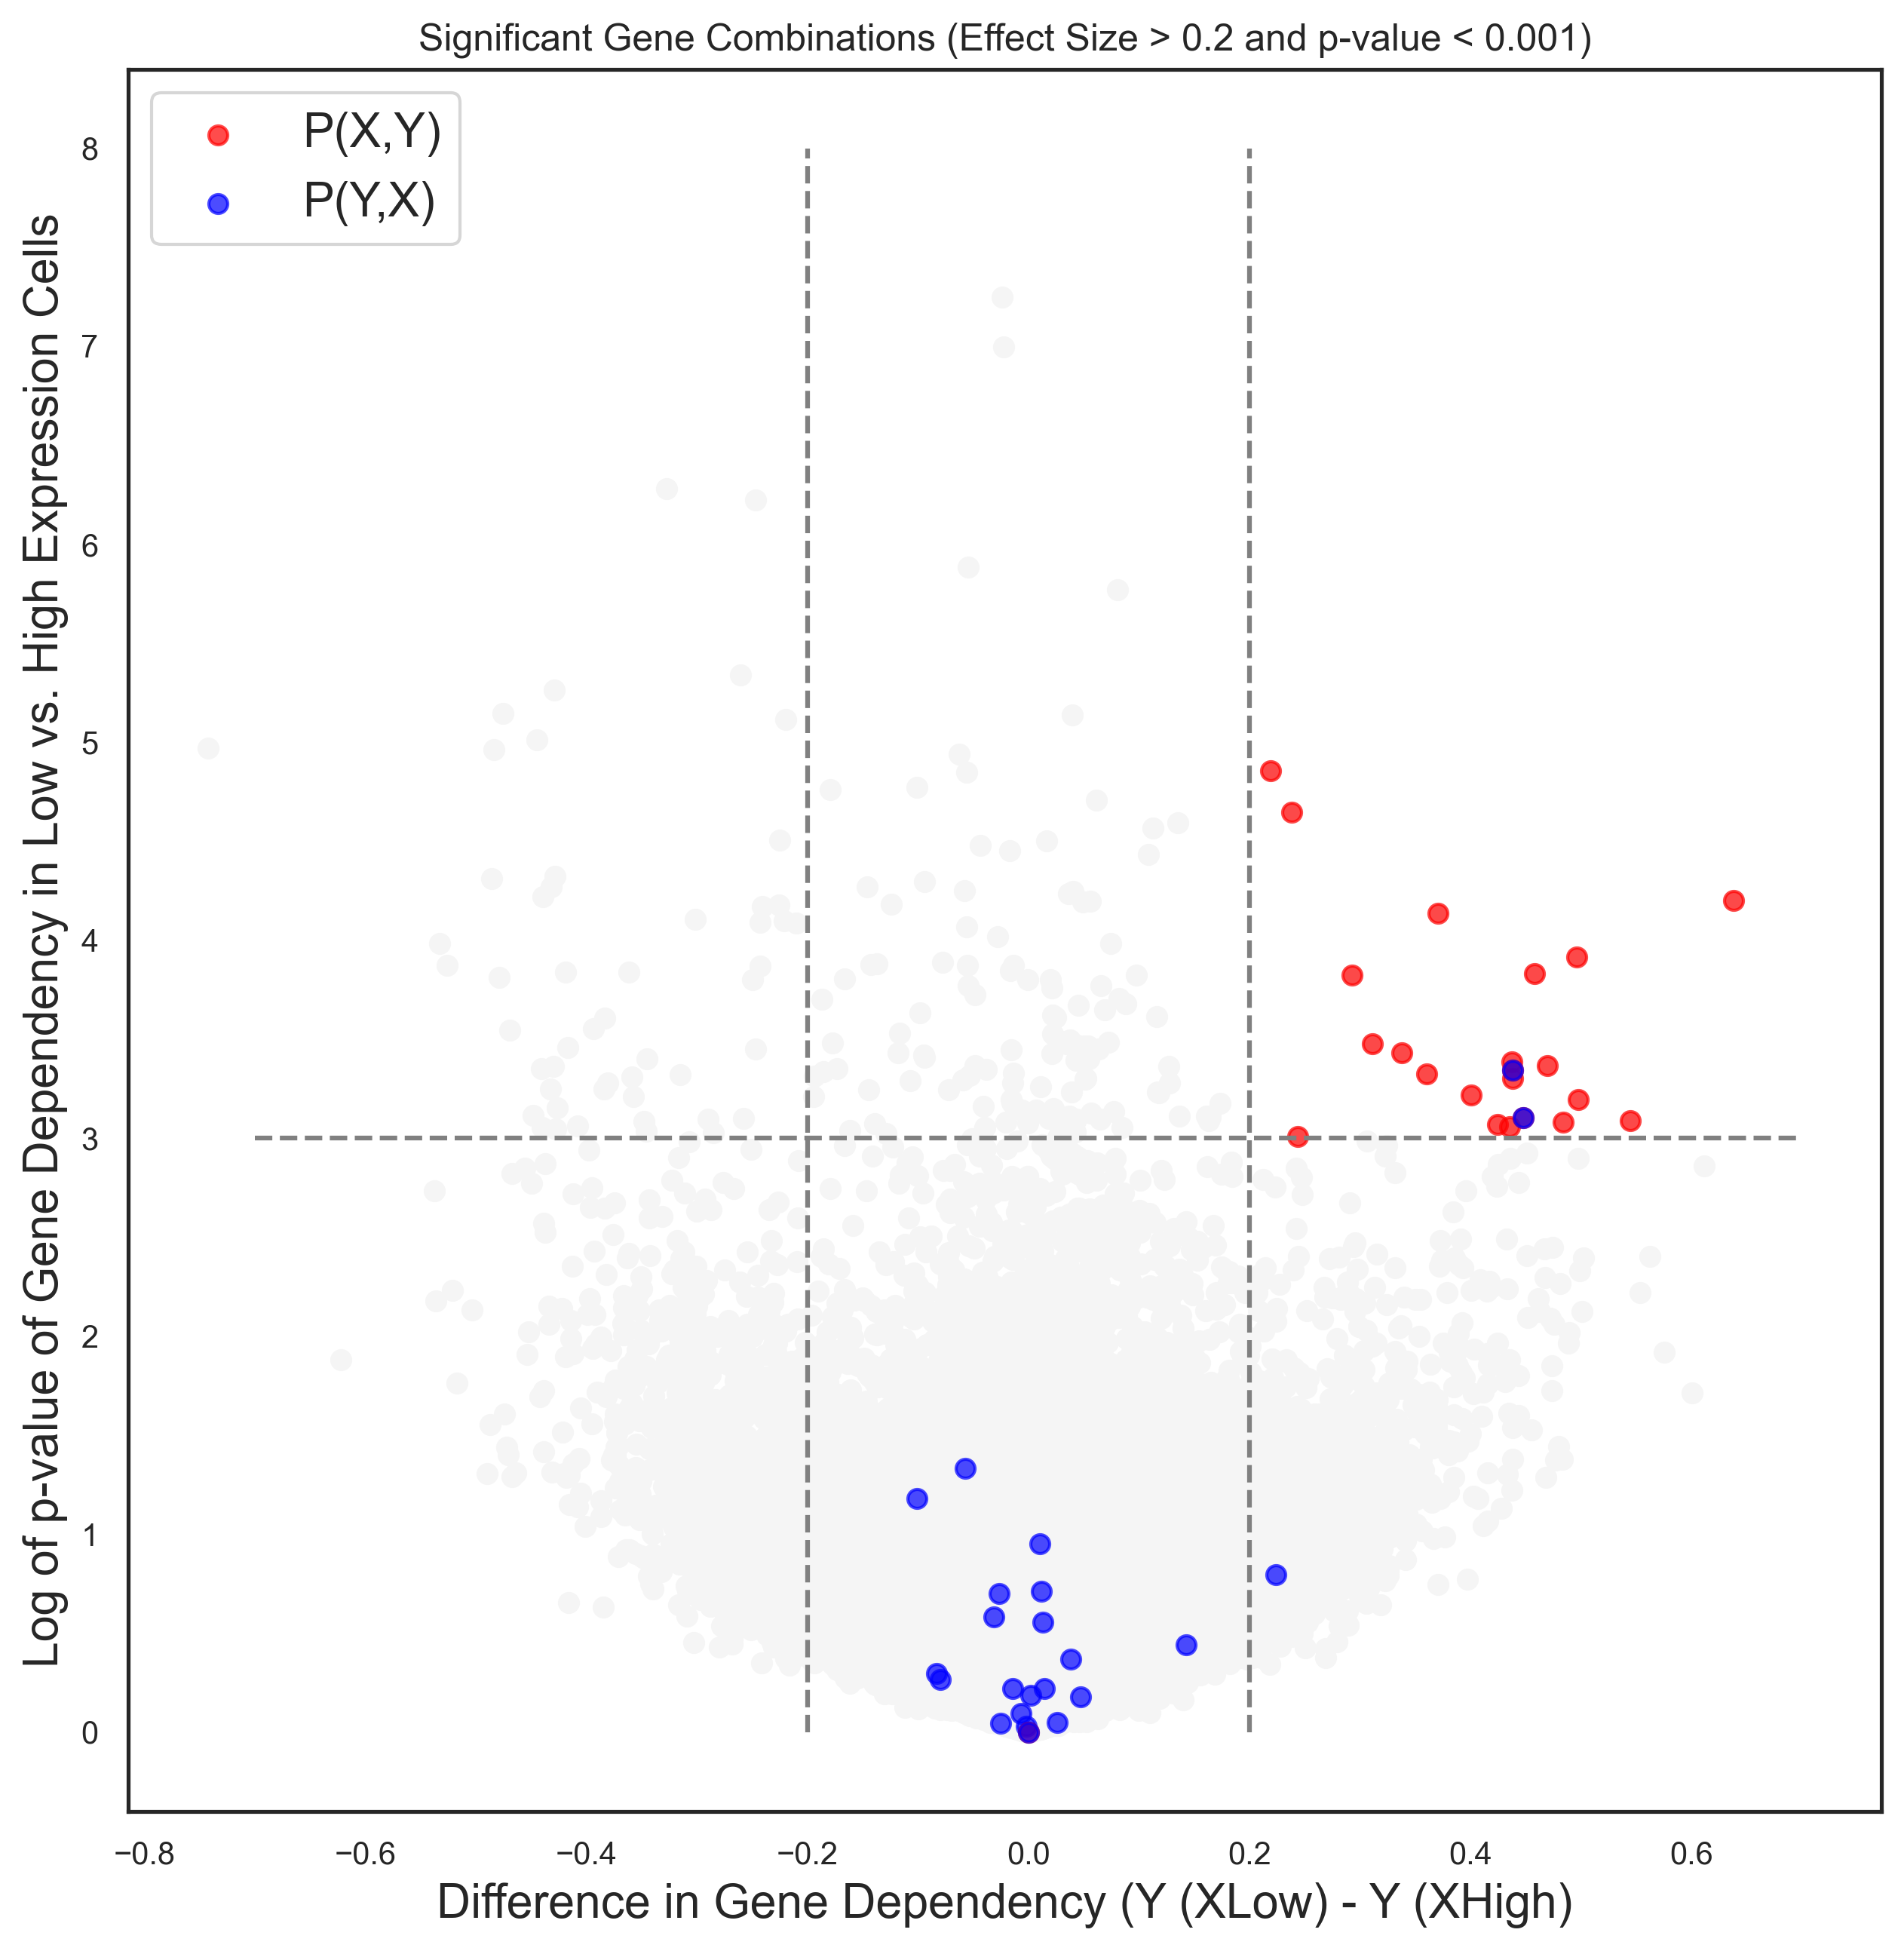 Significant Gene Combinations (Effect Size > 0.2 and p-value < 0.001)
P(X,Y)
P(Y,X)
Log of p-value of Gene Dependency in Low vs. High Expression Cells
8
7
6
5
4
3
2
1
0
−0.8 −0.6 −0.4 −0.2 0.0 0.2 0.4 0.6
Difference in Gene Dependency (Y (XLow) - Y (XHigh)